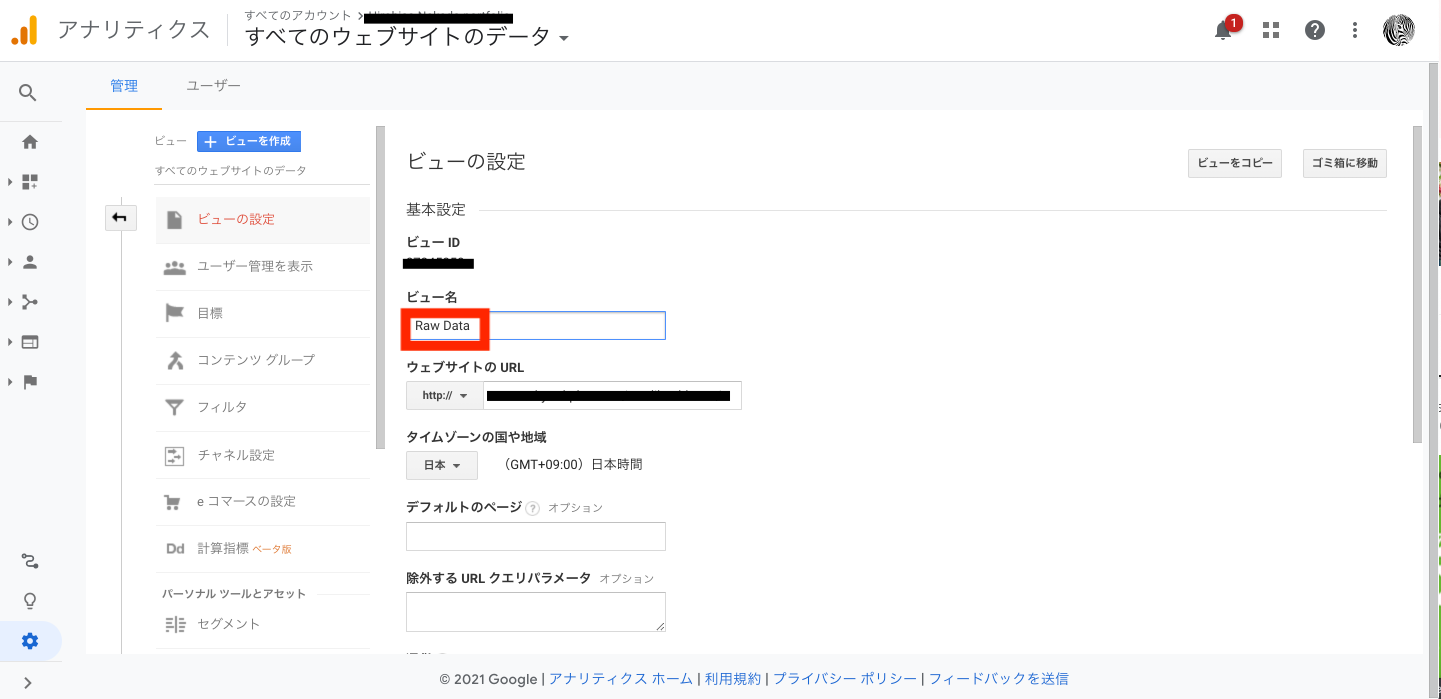 アナリティクス
すべてのアカウント >
すべてのウェブサイトのデータ
1
管理
ユーザー
ビュー
+ ビューを作成
すべてのウェブサイトのデータ
ビューの設定
ユーザー管理を表示
目標
コンテンツ グループ
フィルタ
チャネル設定
e コマースの設定
Dd 計算指標 ベータ版
パーソナル ツールとアセット
セグメント
ビューの設定
ビューをコピー
ゴミ箱に移動
基本設定
ビュー ID
ビュー名
Raw Data
ウェブサイトの URL
http://
タイムゾーンの国や地域
日本
（GMT+09:00）日本時間
デフォルトのページ ? オプション
除外する URL クエリパラメータ オプション
© 2021 Google | アナリティクス ホーム | 利用規約 | プライバシー ポリシー | フィードバックを送信